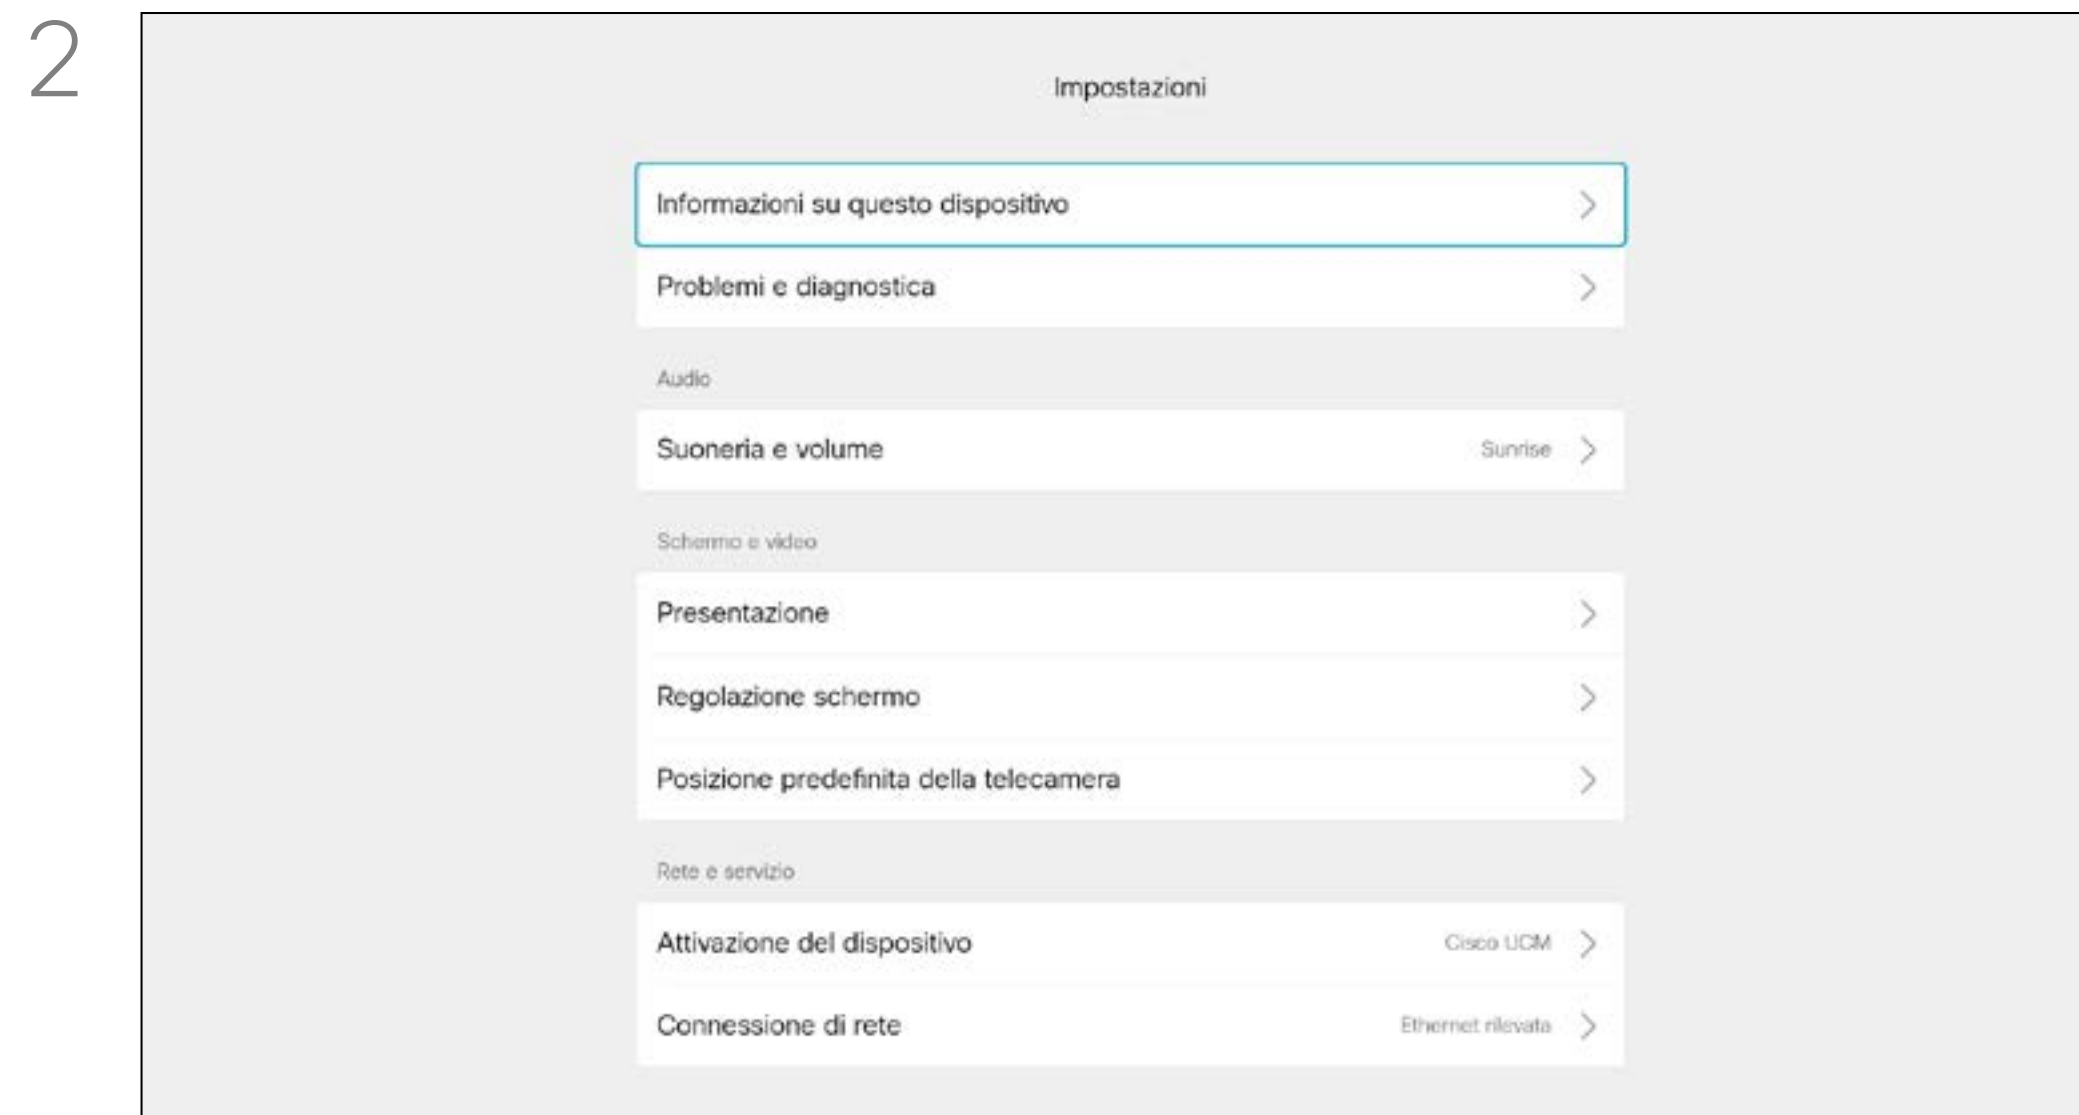 2
Impostazioni
Informazioni su questo dispositivo
Problemi e diagnostica
Audio
Suoneria e volume Sunrise
Schermo e video
Presentazione
Regolazione schermo
Posizione predefinita della telecamera
Rete e servizio
Attivazione del dispositivo Cisco UCM
Connessione di rete Ethernet rilevata